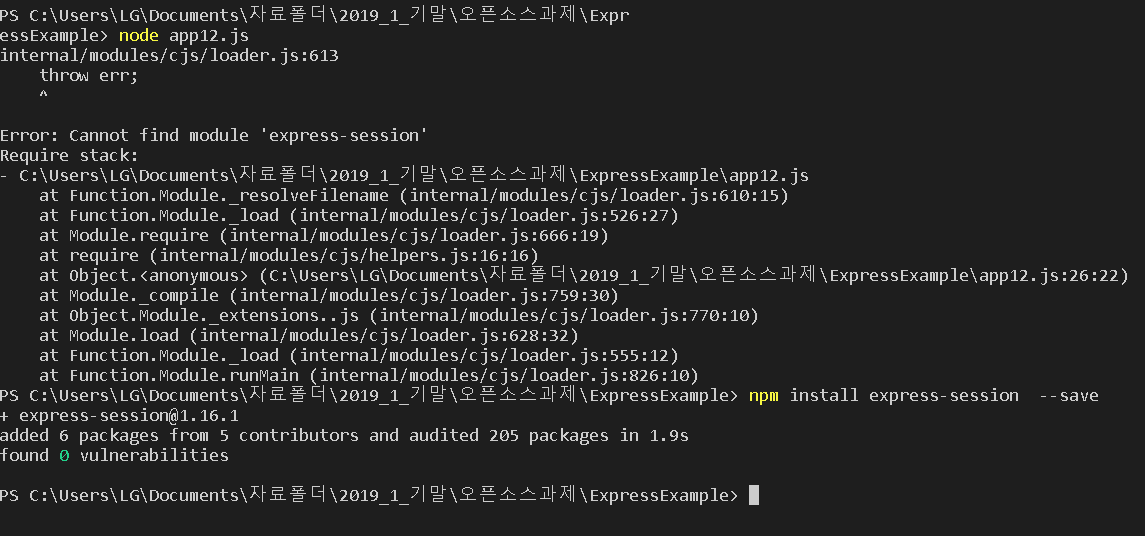 PS C:\Users\LG\Documents\자료폴더\2019_1_기말\오픈소스과제\Expr
essExample> node app12.js
internal/modules/cjs/loader.js:613
    throw err;
    ^
Error: Cannot find module 'express-session'
Require stack:
- C:\Users\LG\Documents\자료폴더\2019_1_기말\오픈소스과제\ExpressExample\app12.js
    at Function.Module._resolveFilename (internal/modules/cjs/loader.js:610:15)
    at Function.Module._load (internal/modules/cjs/loader.js:526:27)
    at Module.require (internal/modules/cjs/loader.js:666:19)
    at require (internal/modules/cjs/helpers.js:16:16)
    at Object.<anonymous> (C:\Users\LG\Documents\자료폴더\2019_1_기말\오픈소스과제\ExpressExample\app12.js:26:22)
    at Module._compile (internal/modules/cjs/loader.js:759:30)
    at Object.Module._extensions..js (internal/modules/cjs/loader.js:770:10)
    at Module.load (internal/modules/cjs/loader.js:628:32)
    at Function.Module._load (internal/modules/cjs/loader.js:555:12)
    at Function.Module.runMain (internal/modules/cjs/loader.js:826:10)
PS C:\Users\LG\Documents\자료폴더\2019_1_기말\오픈소스과제\ExpressExample> npm install express-session  --save
+ express-session@1.16.1
added 6 packages from 5 contributors and audited 205 packages in 1.9s
found 0 vulnerabilities
PS C:\Users\LG\Documents\자료폴더\2019_1_기말\오픈소스과제\ExpressExample>